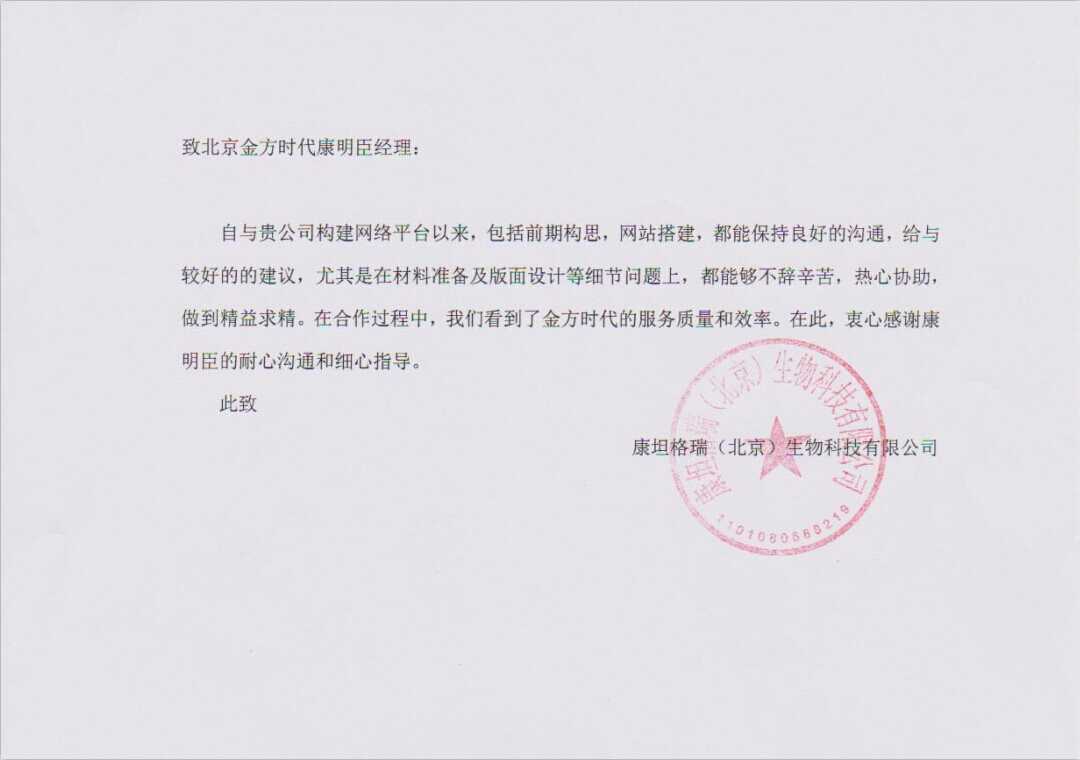 致北京金方时代康明臣经理：
自与贵公司构建网络平台以来，包括前期构思，网站搭建，都能保持良好的沟通，给与
较好的的建议，尤其是在材料准备及版面设计等细节问题上，都能够不辞辛苦，热心协助，
做到精益求精。在合作过程中，我们看到了金方时代的服务质量和效率。在此，衷心感谢康
明臣的耐心沟通和细心指导。
此致
康坦格瑞（北京）生物科技有限公司
康坦格瑞（北京）生物科技有限公司